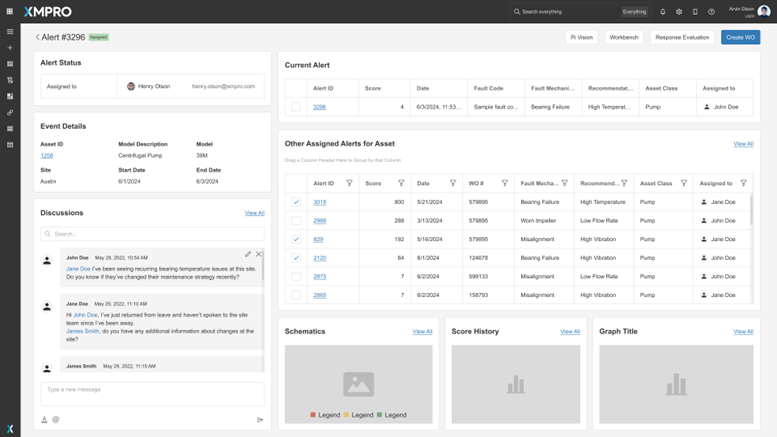 XMPRO
Search everything
Everything
Arvin Dixon
USER
Alert #3296
Assigned
Pi Vision
Workbench
Response Evaluation
Create WO
Alert Status
Assigned to
Henry Olson
henry.olson@xmpro.com
Event Details
Asset ID Model Description Model
1258 Centrifugal Pump 39M
Site Start Date End Date
Austin 6/1/2024 6/3/2024
Discussions
View All
Search...
John Doe May 29, 2022, 10:54 AM
Jane Doe I've been seeing recurring bearing temperature issues at this site.
Do you know if they've changed their maintenance strategy recently?
Jane Doe May 29, 2022, 11:10 AM
Hi John Doe, I've just returned from leave and haven't spoken to the site
team since I've been away.
James Smith, do you have any additional information about changes at the
site?
James Smith May 29, 2022, 11:15 AM
Type a new message
Current Alert
Alert ID Score Date Fault Code Fault Mechani... Recommendat... Asset Class Assigned to
3296 4 6/3/2024, 11:53... Sample fault co... Bearing Failure High Temperat... Pump John Doe
Other Assigned Alerts for Asset
View All
Drag a Column Header Here to Group by that Column
Alert ID Score Date WO # Fault Mecha... Recommend... Asset Class Assigned to
3018 800 5/21/2024 579895 Bearing Failure High Temperature Pump Jane Doe
2988 288 3/13/2024 579895 Worn Impeller Low Flow Rate Pump John Doe
829 192 5/16/2024 579895 Misalignment High Vibration Pump Jane Doe
2120 64 6/1/2024 124678 Bearing Failure High Vibration Pump Jane Doe
2875 7 6/2/2024 599133 Misalignment Low Flow Rate Pump John Doe
2865 7 6/2/2024 158793 Misalignment High Vibration Pump John Doe
Schematics
View All
Legend Legend Legend
Score History
View All
Graph Title
View All